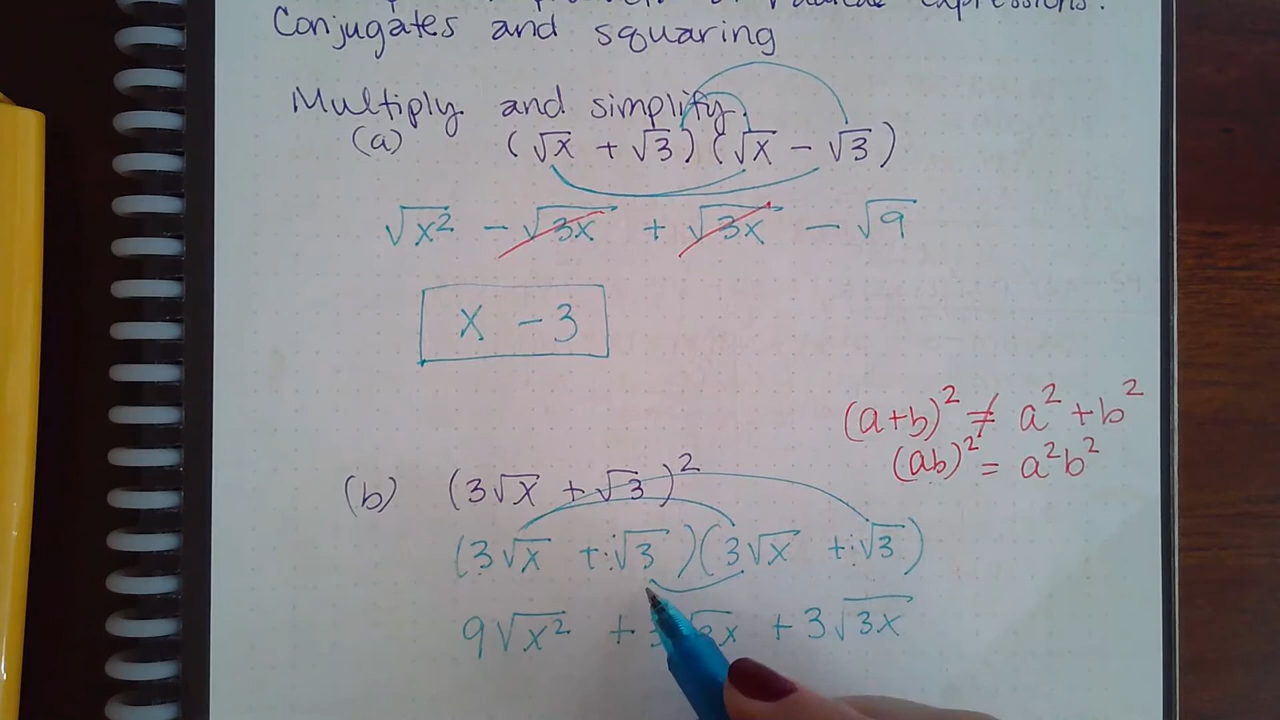 expressions.
Conjugates and squaring
Multiply and simplify.
(a) (√x + √3)(√x − √3)
√x² − √3x + √3x − √9
x − 3
(a+b)² ≠ a² + b²
(ab)² = a²b²
(b) (3√x + √3)²
(3√x + √3)(3√x + √3)
9√x² + + 3√3x